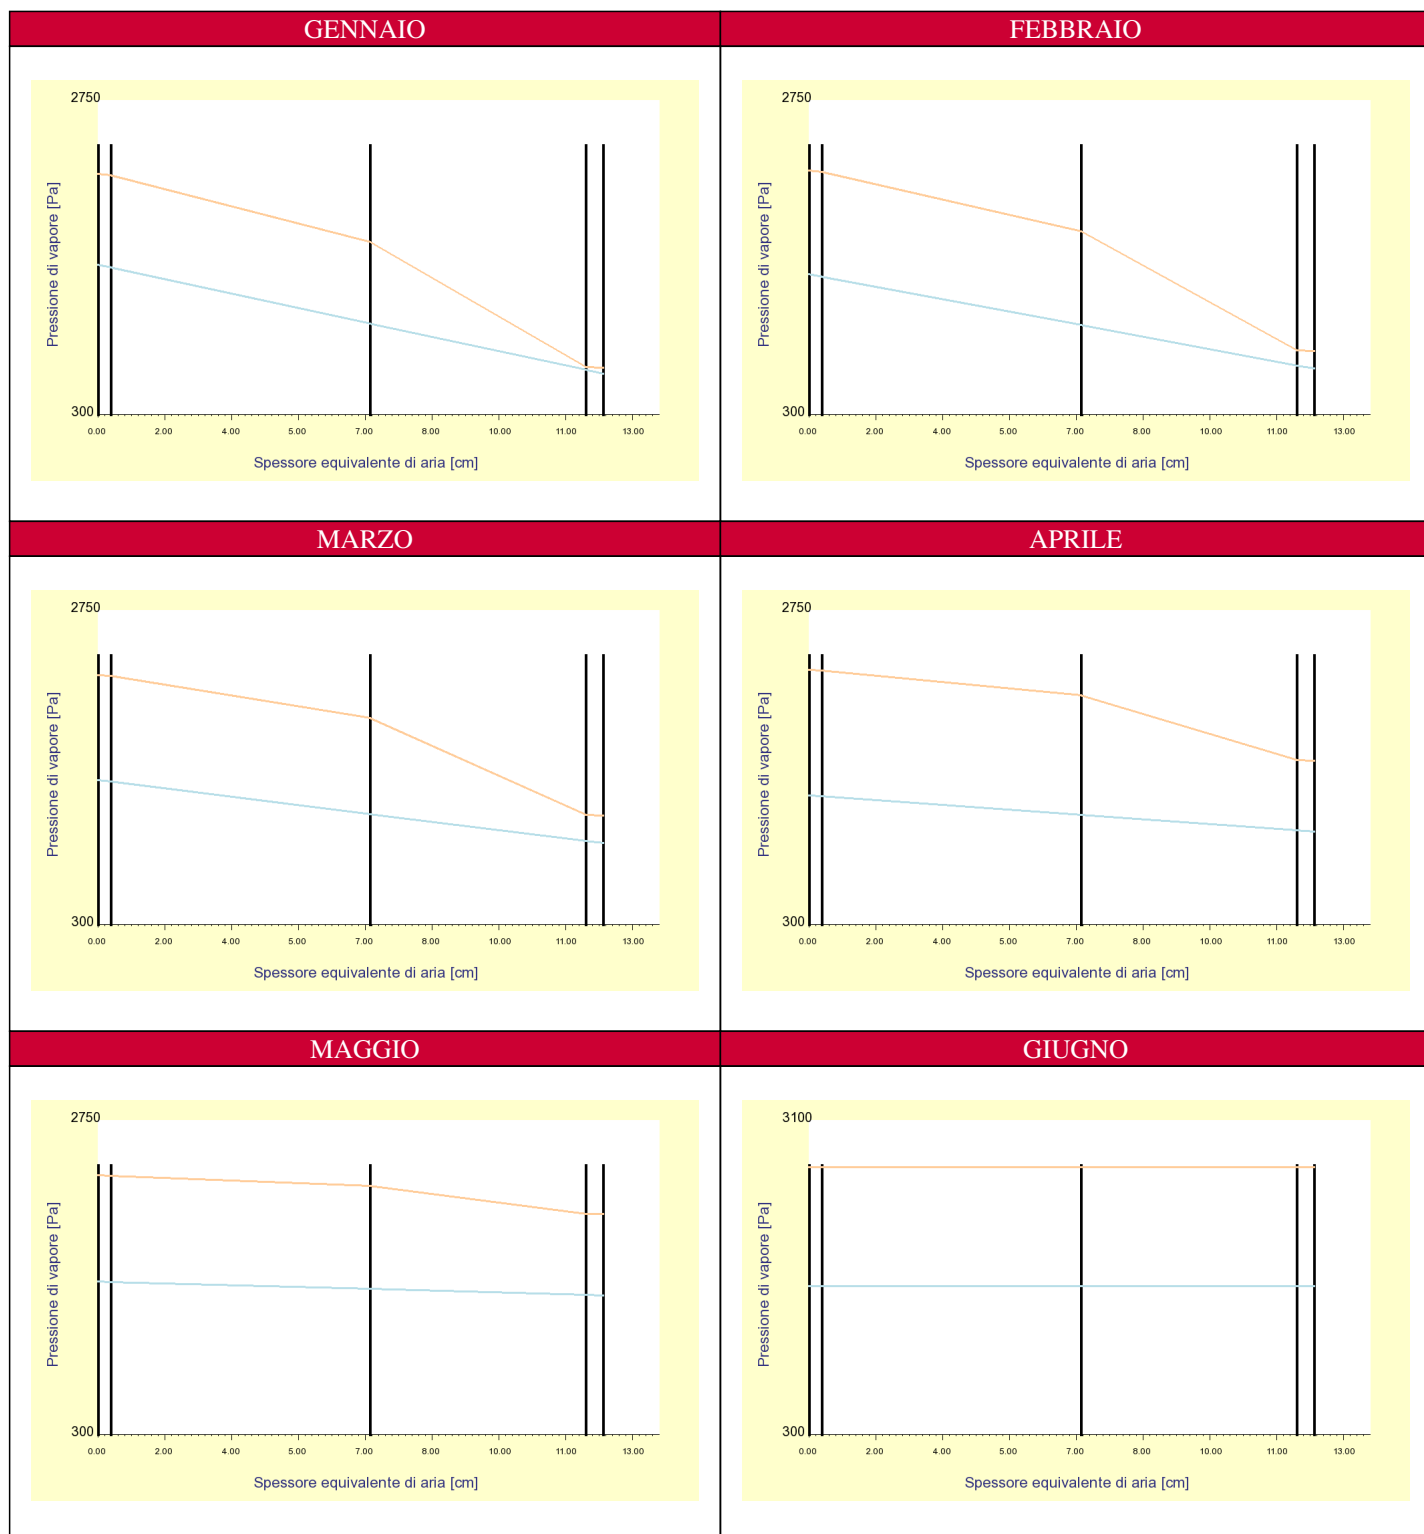 GENNAIO
FEBBRAIO
2750
Pressione di vapore [Pa]
300
0.00 2.00 4.00 5.00 7.00 8.00 10.00 11.00 13.00
Spessore equivalente di aria [cm]
2750
Pressione di vapore [Pa]
300
0.00 2.00 4.00 5.00 7.00 8.00 10.00 11.00 13.00
Spessore equivalente di aria [cm]
MARZO
APRILE
2750
Pressione di vapore [Pa]
300
0.00 2.00 4.00 5.00 7.00 8.00 10.00 11.00 13.00
Spessore equivalente di aria [cm]
2750
Pressione di vapore [Pa]
300
0.00 2.00 4.00 5.00 7.00 8.00 10.00 11.00 13.00
Spessore equivalente di aria [cm]
MAGGIO
GIUGNO
2750
Pressione di vapore [Pa]
300
0.00 2.00 4.00 5.00 7.00 8.00 10.00 11.00 13.00
Spessore equivalente di aria [cm]
3100
Pressione di vapore [Pa]
300
0.00 2.00 4.00 5.00 7.00 8.00 10.00 11.00 13.00
Spessore equivalente di aria [cm]